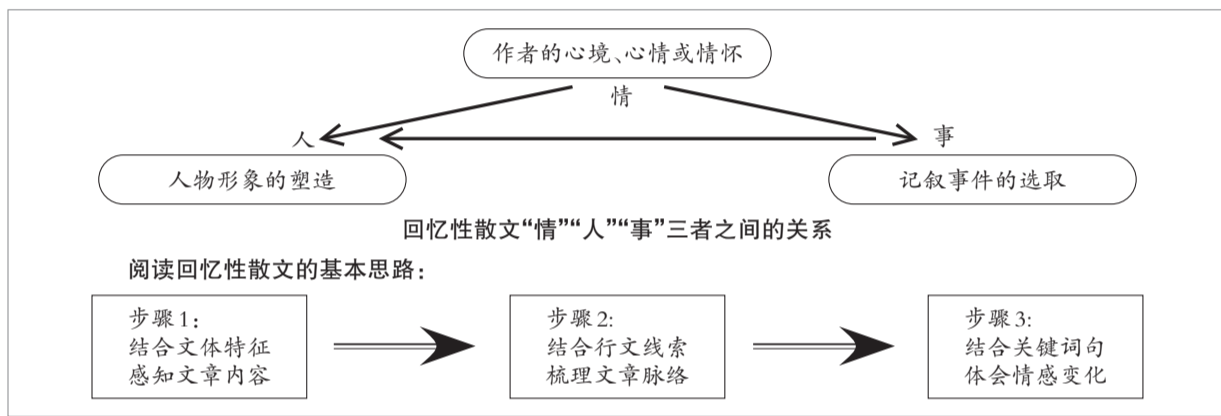 作者的心境、心情或情怀
情
人
事
人物形象的塑造
记叙事件的选取
回忆性散文“情”“人”“事”三者之间的关系
阅读回忆性散文的基本思路：
步骤1：
结合文体特征
感知文章内容
步骤2:
结合行文线索
梳理文章脉络
步骤3:
结合关键词句
体会情感变化